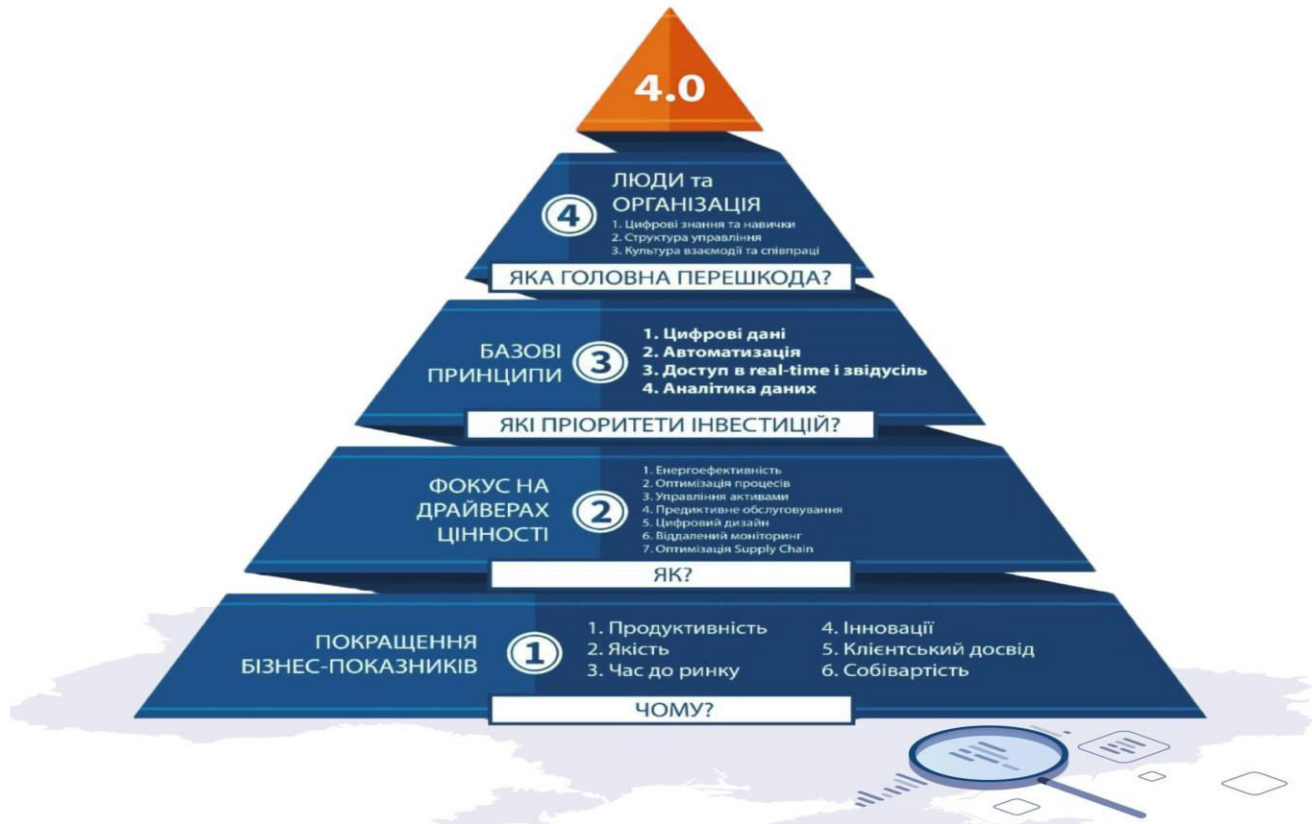 4.0
ЛЮДИ та
ОРГАНІЗАЦІЯ
4
1. Цифрові знання та навички
2. Структура управління
3. Культура взаємодії та співпраці
ЯКА ГОЛОВНА ПЕРЕШКОДА?
БАЗОВІ
ПРИНЦИПИ
3
1. Цифрові дані
2. Автоматизація
3. Доступ в real-time і звідусіль
4. Аналітика даних
ЯКІ ПРІОРИТЕТИ ІНВЕСТИЦІЙ?
ФОКУС НА
ДРАЙВЕРАХ
ЦІННОСТІ
2
1. Енергоефективність
2. Оптимізація процесів
3. Управління активами
4. Предиктивне обслуговування
5. Цифровий дизайн
6. Віддалений моніторинг
7. Оптимізація Supply Chain
ЯК?
ПОКРАЩЕННЯ
БІЗНЕС-ПОКАЗНИКІВ
1
1. Продуктивність
2. Якість
3. Час до ринку
4. Інновації
5. Клієнтський досвід
6. Собівартість
ЧОМУ?